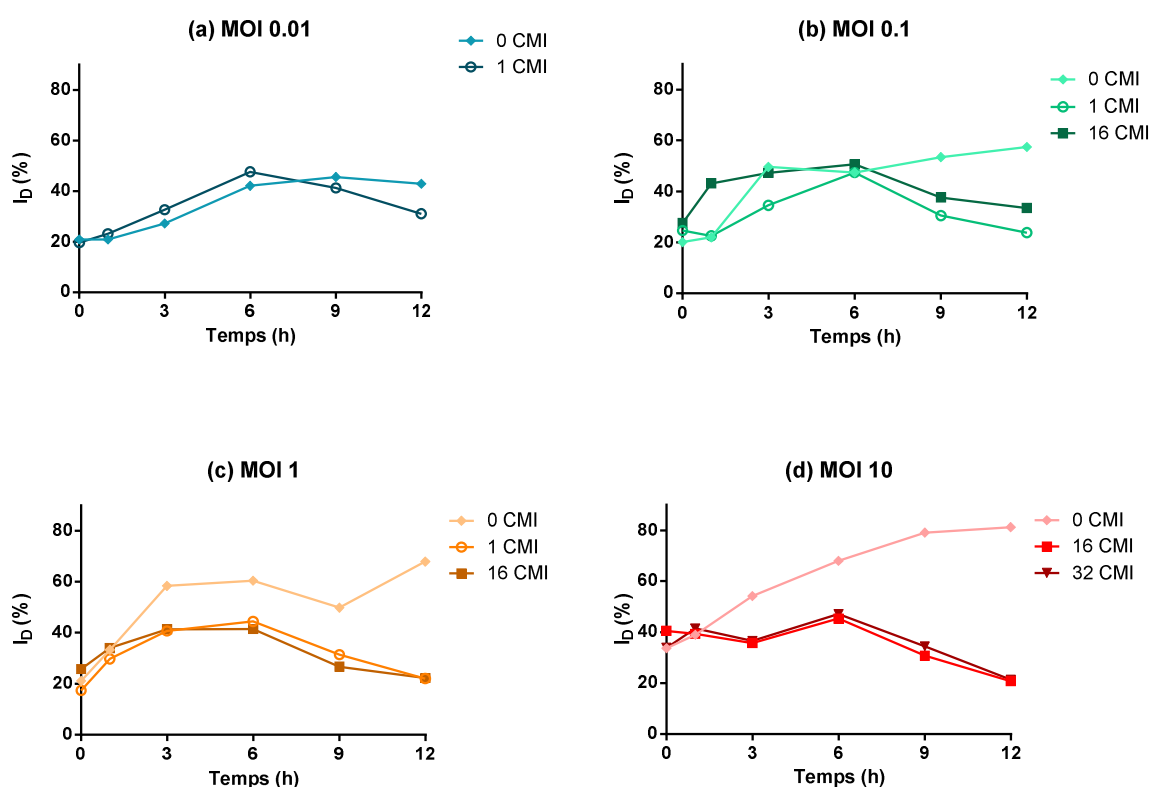 (a) MOI 0.01
0 CMI
1 CMI
80
60
40
20
0
I_D (%)
0 3 6 9 12
Temps (h)
(b) MOI 0.1
0 CMI
1 CMI
16 CMI
80
60
40
20
0
I_D (%)
0 3 6 9 12
Temps (h)
(c) MOI 1
0 CMI
1 CMI
16 CMI
80
60
40
20
0
I_D (%)
0 3 6 9 12
Temps (h)
(d) MOI 10
0 CMI
16 CMI
32 CMI
80
60
40
20
0
I_D (%)
0 3 6 9 12
Temps (h)